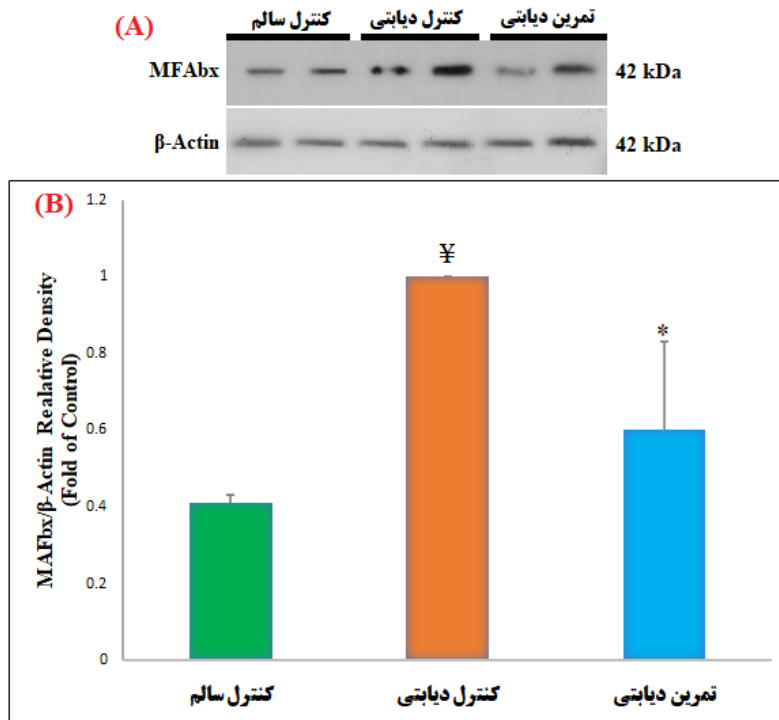 (A)
کنترل سالم کنترل دیابتی تمرین دیابتی
MFAbx 42 kDa
β-Actin 42 kDa
(B)
MAFbx/β-Actin Realative Density
(Fold of Control)
1.2
1
0.8
0.6
0.4
0.2
0
¥
*
کنترل سالم کنترل دیابتی تمرین دیابتی